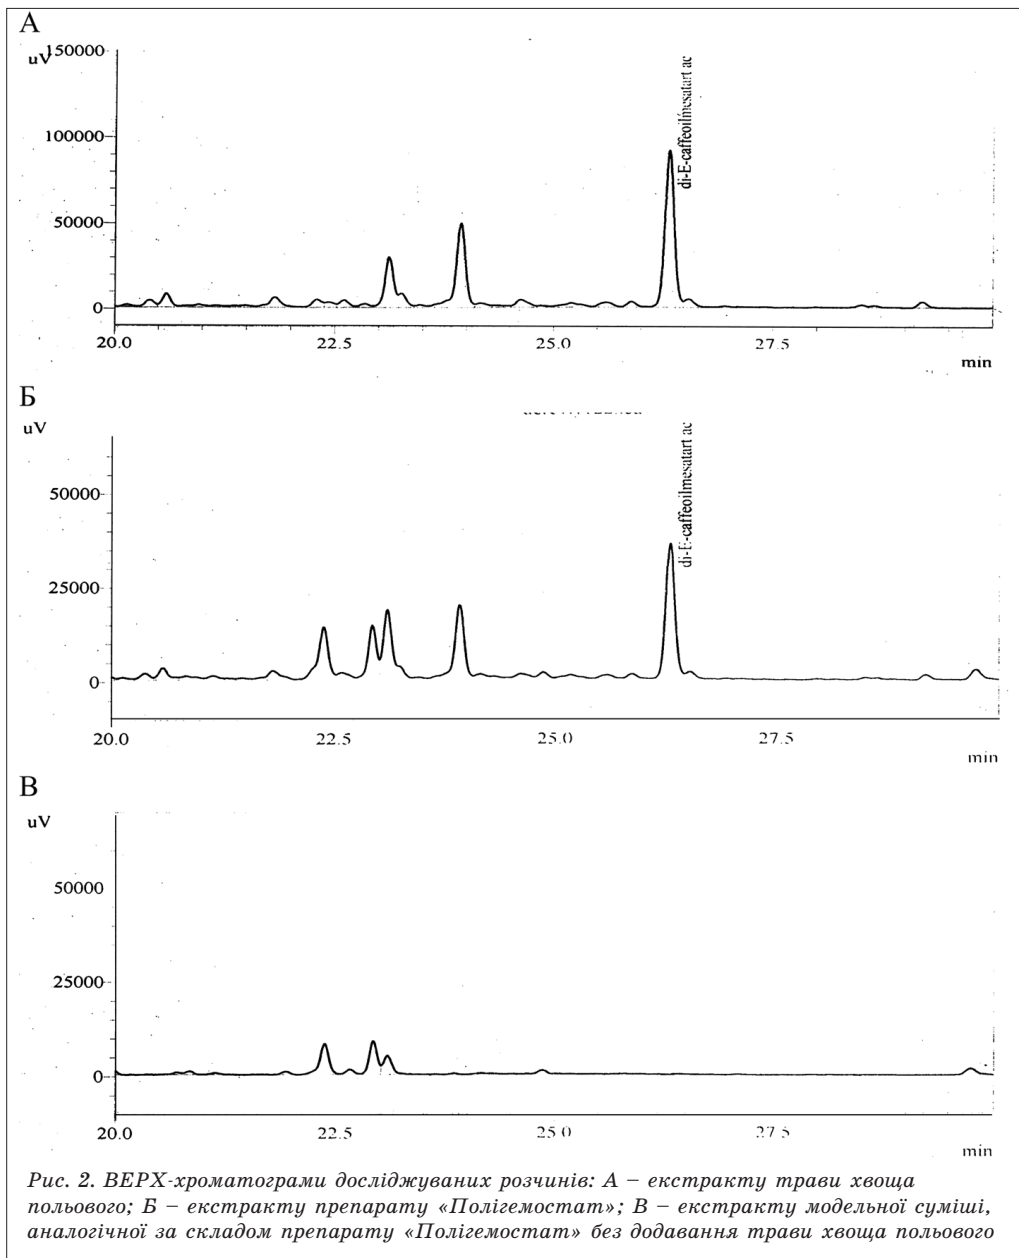 А
uV
150000
100000
50000
0
di-E-caffeoilmesatart ac
20.0 22.5 25.0 27.5
min
Б
uV
50000
25000
0
di-E-caffeoilmesatart ac
20.0 22.5 25.0 27.5
min
В
uV
50000
25000
0
20.0 22.5 25.0 27.5
min
Рис. 2. ВЕРХ-хроматограми досліджуваних розчинів: А – екстракту трави хвоща
польового; Б – екстракту препарату «Полігемостат»; В – екстракту модельної суміші,
аналогічної за складом препарату «Полігемостат» без додавання трави хвоща польового